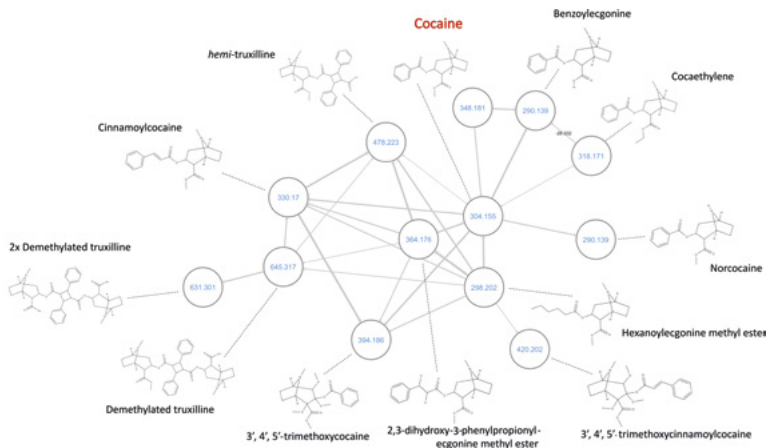 Cocaine
Benzoylecgonine
hemi-truxilline
Cocaethylene
Cinnamoylcocaine
348.181
290.139
478.223
318.171
330.17
304.155
364.176
290.139
Norcocaine
2x Demethylated truxilline
645.317
631.301
298.202
Hexanoylecgonine methyl ester
394.186
420.202
Demethylated truxilline
3', 4', 5'-trimethoxycocaine
2,3-dihydroxy-3-phenylpropionyl-
ecgonine methyl ester
3', 4', 5'-trimethoxycinnamoylcocaine